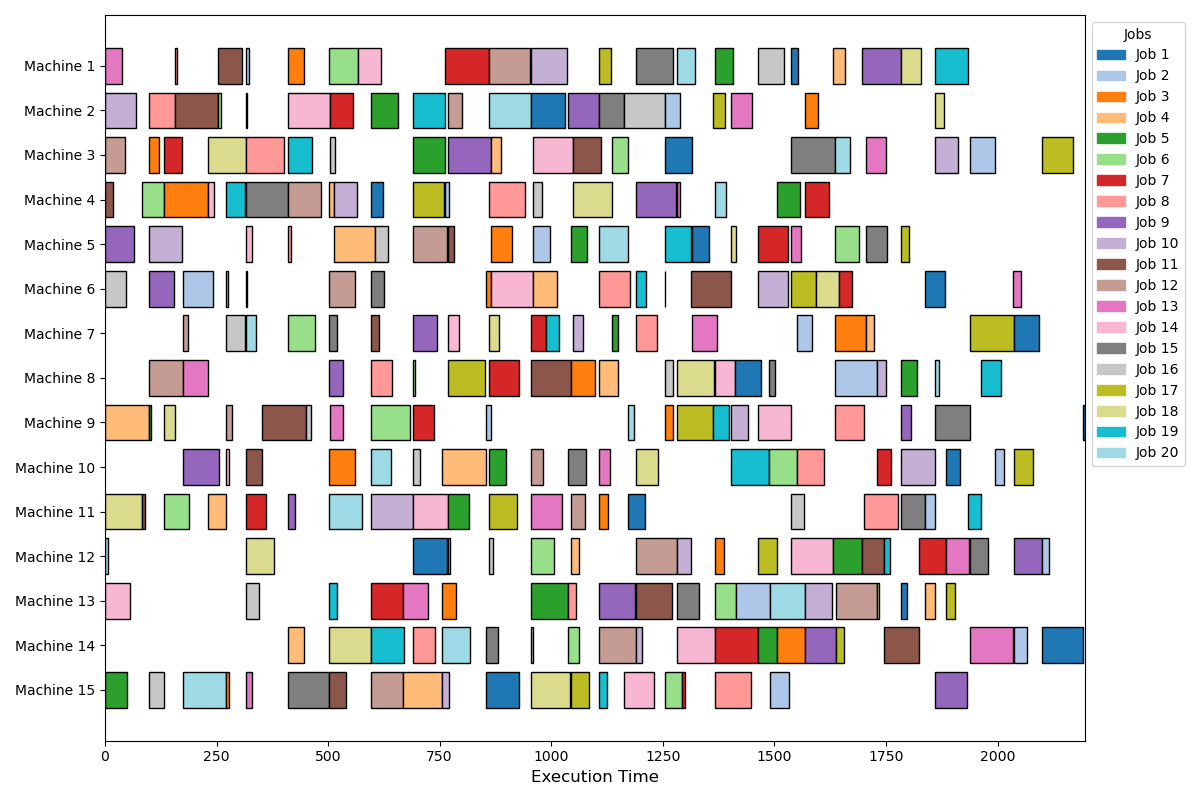 Machine 1
Machine 2
Machine 3
Machine 4
Machine 5
Machine 6
Machine 7
Machine 8
Machine 9
Machine 10
Machine 11
Machine 12
Machine 13
Machine 14
Machine 15
0 250 500 750 1000 1250 1500 1750 2000
Execution Time
Jobs
Job 1
Job 2
Job 3
Job 4
Job 5
Job 6
Job 7
Job 8
Job 9
Job 10
Job 11
Job 12
Job 13
Job 14
Job 15
Job 16
Job 17
Job 18
Job 19
Job 20